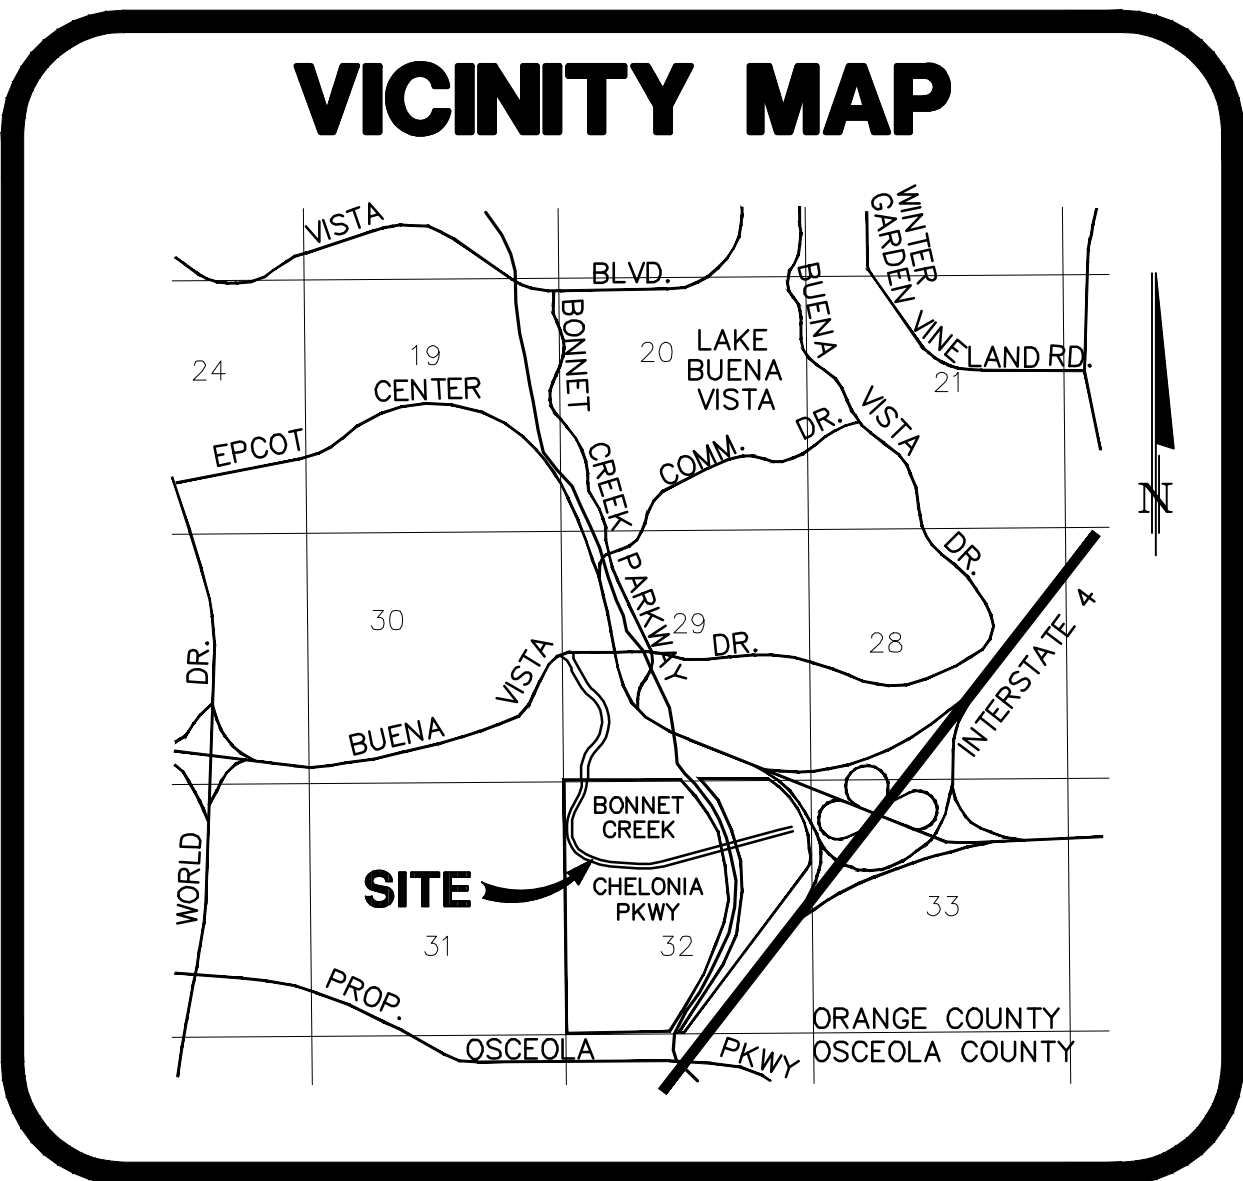 VICINITY MAP
VISTA
BLVD.
WINTER
GARDEN
VINELAND RD.
BUENA
VISTA
DR.
BONNET
CREEK
PARKWAY
LAKE
BUENA
VISTA
24
19
20
21
EPCOT
CENTER
COMM.
DR.
N
30
29
28
DR.
BUENA
VISTA
DR.
INTERSTATE 4
WORLD
BONNET
CREEK
SITE
CHELONIA
PKWY
31
32
33
PROP.
OSCEOLA
PKWY
ORANGE COUNTY
OSCEOLA COUNTY